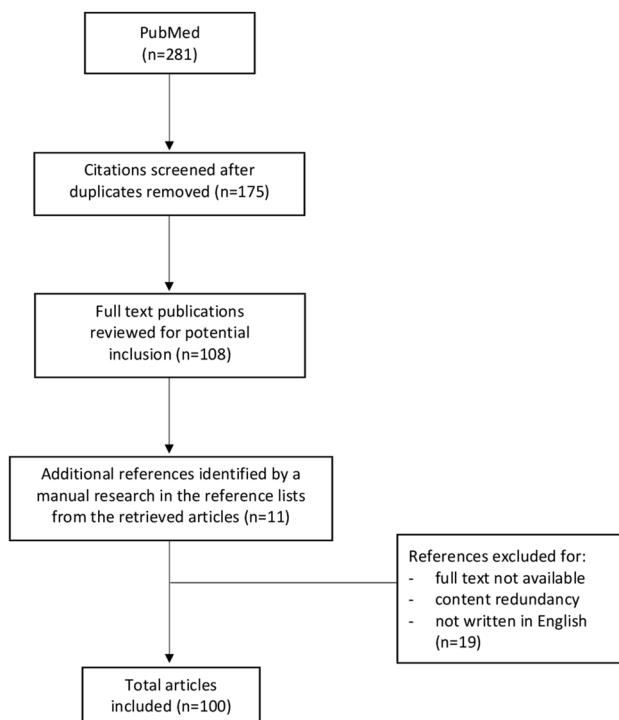 PubMed
(n=281)
Citations screened after
duplicates removed (n=175)
Full text publications
reviewed for potential
inclusion (n=108)
Additional references identified by a
manual research in the reference lists
from the retrieved articles (n=11)
References excluded for:
- full text not available
- content redundancy
- not written in English
(n=19)
Total articles
included (n=100)